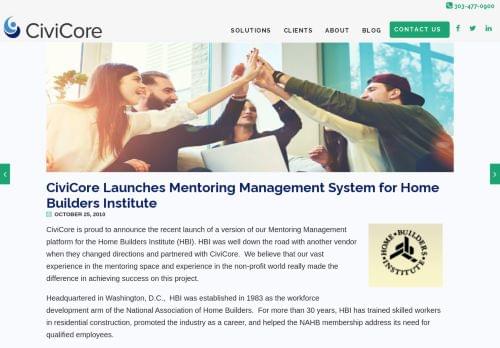 303-477-0900
CiviCore
SOLUTIONS CLIENTS ABOUT BLOG CONTACT US
CiviCore Launches Mentoring Management System for Home
Builders Institute
OCTOBER 25, 2010
CiviCore is proud to announce the recent launch of a version of our Mentoring Management
platform for the Home Builders Institute (HBI). HBI was well down the road with another vendor
when they changed directions and partnered with CiviCore. We believe that our vast
experience in the mentoring space and experience in the non-profit world really made the
difference in achieving success on this project.
HOME BUILDERS
INSTITUTE
Headquartered in Washington, D.C., HBI was established in 1983 as the workforce
development arm of the National Association of Home Builders. For more than 30 years, HBI has trained skilled workers
in residential construction, promoted the industry as a career, and helped the NAHB membership address its need for
qualified employees.